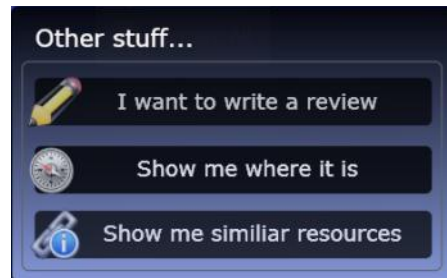 Other stuff...
I want to write a review
Show me where it is
Show me similiar resources